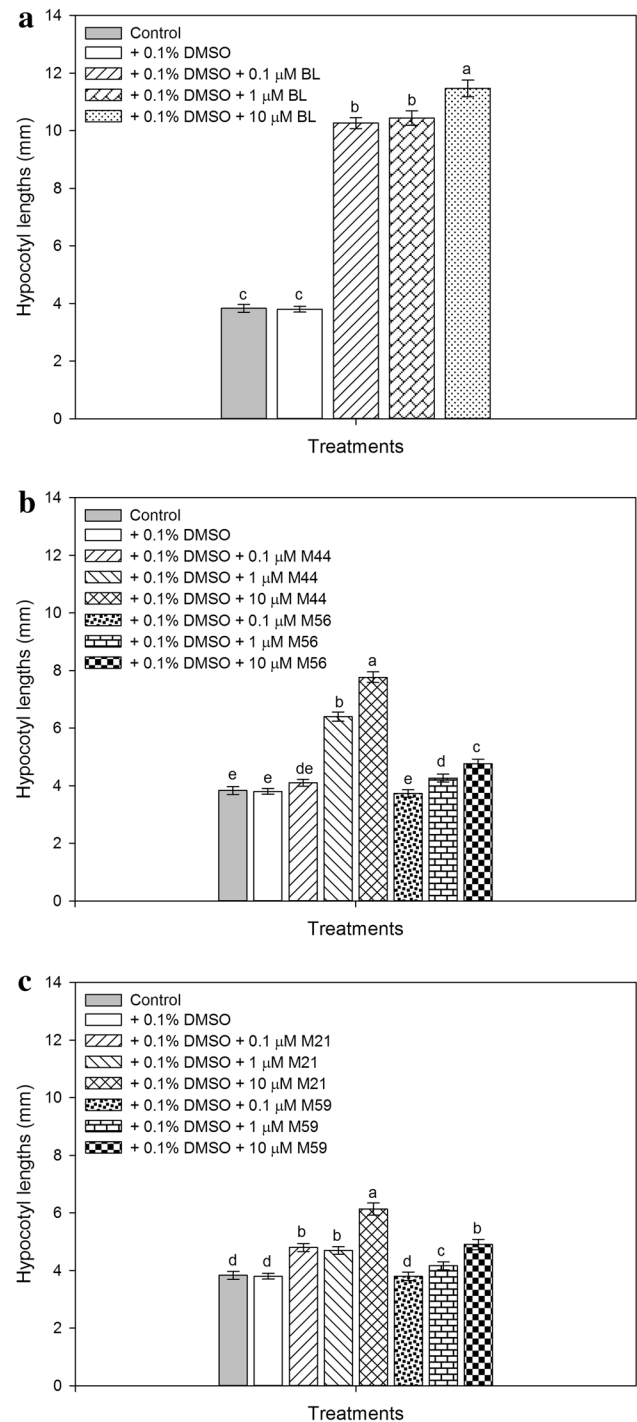 a
14
12
10
8
6
4
2
0
Hypocotyl lengths (mm)
Control
+ 0.1% DMSO
+ 0.1% DMSO + 0.1 μM BL
+ 0.1% DMSO + 1 μM BL
+ 0.1% DMSO + 10 μM BL
c
c
b
b
a
Treatments
b
14
12
10
8
6
4
2
0
Hypocotyl lengths (mm)
Control
+ 0.1% DMSO
+ 0.1% DMSO + 0.1 μM M44
+ 0.1% DMSO + 1 μM M44
+ 0.1% DMSO + 10 μM M44
+ 0.1% DMSO + 0.1 μM M56
+ 0.1% DMSO + 1 μM M56
+ 0.1% DMSO + 10 μM M56
e
e
de
b
a
e
d
c
Treatments
c
14
12
10
8
6
4
2
0
Hypocotyl lengths (mm)
Control
+ 0.1% DMSO
+ 0.1% DMSO + 0.1 μM M21
+ 0.1% DMSO + 1 μM M21
+ 0.1% DMSO + 10 μM M21
+ 0.1% DMSO + 0.1 μM M59
+ 0.1% DMSO + 1 μM M59
+ 0.1% DMSO + 10 μM M59
d
d
b
b
a
d
c
b
Treatments